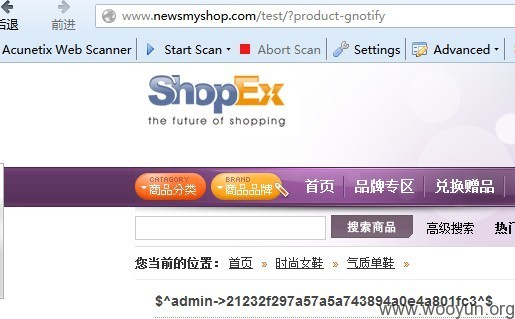 后退 前进 www.newsmyshop.com/test/?product-gnotify
Acunetix Web Scanner Start Scan Abort Scan Settings Advanced
ShopEx
the future of shopping
CATAGORY 商品分类 BRAND 商品品牌 首页 品牌专区 兑换赠品
搜索商品 高级搜索 热门
您当前的位置： 首页 » 时尚女鞋 » 气质单鞋 »
$^admin->21232f297a57a5a743894a0e4a801fc3^$
www.wooyun.org